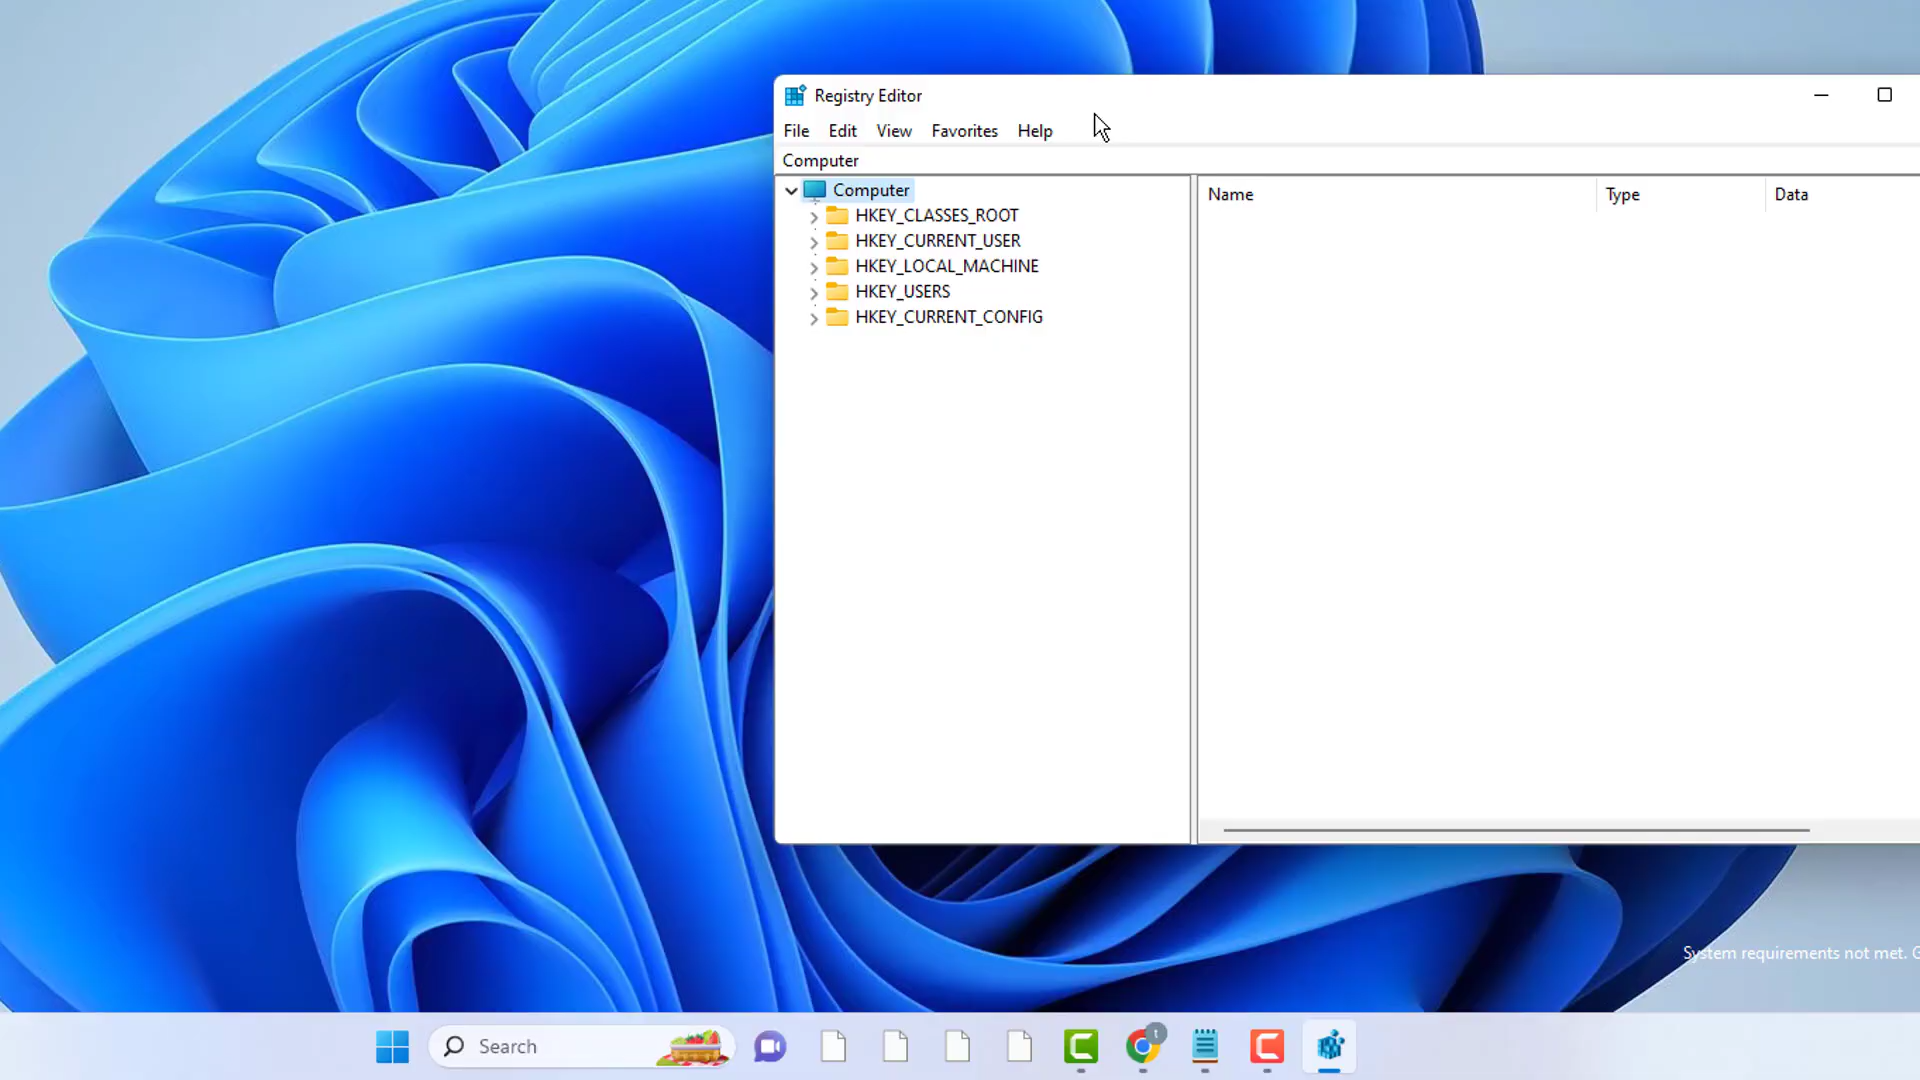 Registry Editor
File Edit View Favorites Help
Computer
Computer
HKEY_CLASSES_ROOT
HKEY_CURRENT_USER
HKEY_LOCAL_MACHINE
HKEY_USERS
HKEY_CURRENT_CONFIG
Name Type Data
System requirements not met. G
Search
t